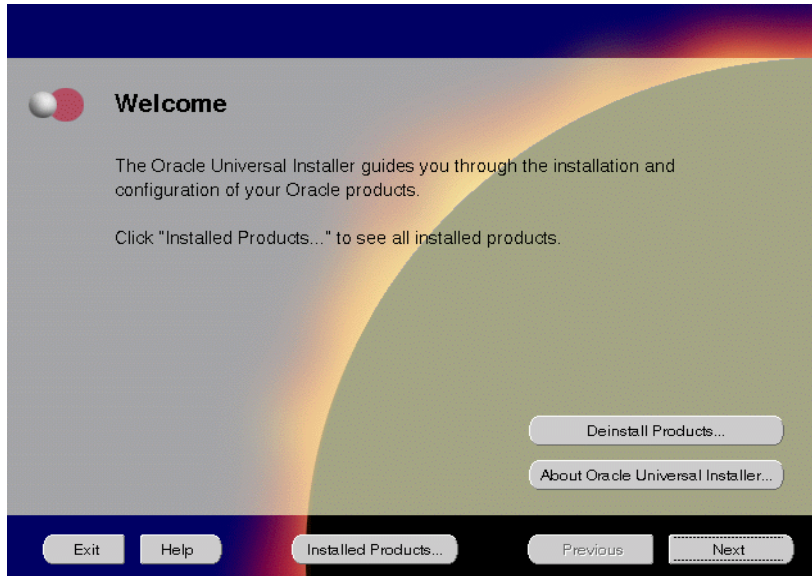 Welcome
The Oracle Universal Installer guides you through the installation and
configuration of your Oracle products.
Click "Installed Products..." to see all installed products.
Deinstall Products...
About Oracle Universal Installer...
Exit
Help
Installed Products...
Previous
Next